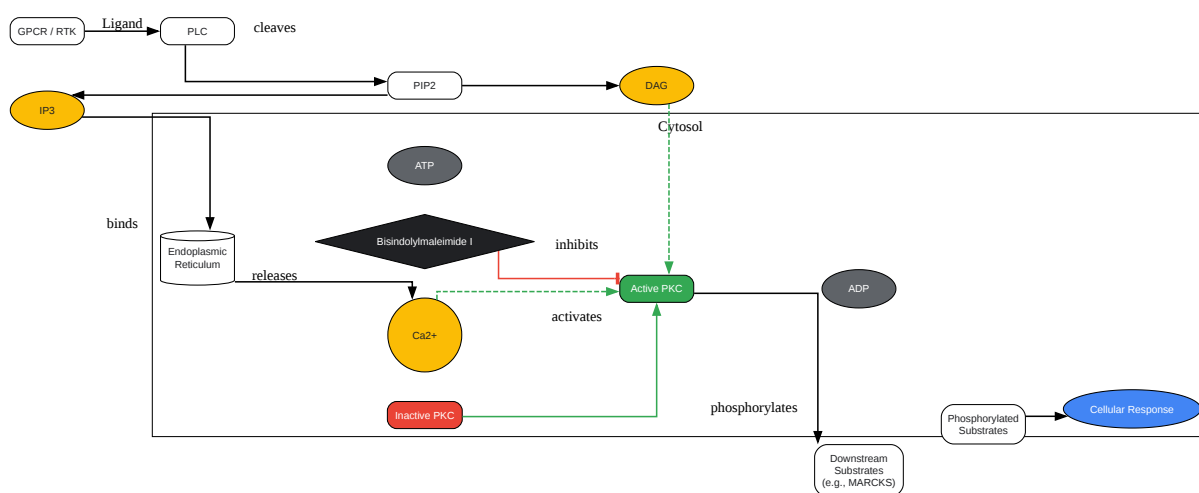 Ligand
GPCR / RTK
PLC
cleaves
PIP2
DAG
IP3
Cytosol
ATP
binds
Bisindolylmaleimide I
inhibits
Endoplasmic
Reticulum
releases
Active PKC
ADP
activates
Ca2+
Inactive PKC
phosphorylates
Phosphorylated
Substrates
Cellular Response
Downstream
Substrates
(e.g., MARCKS)